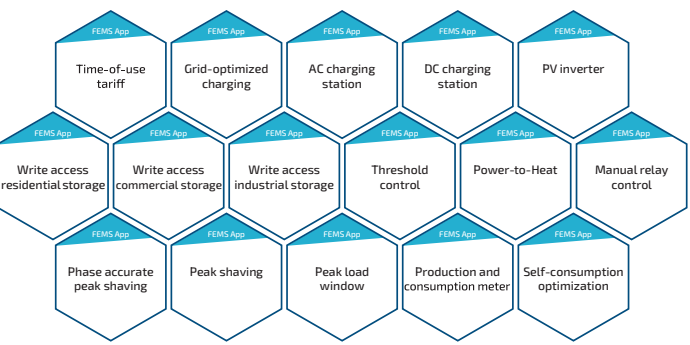 FEMS App
Time-of-use
tariff
FEMS App
Grid-optimized
charging
FEMS App
AC charging
station
FEMS App
DC charging
station
FEMS App
PV inverter
FEMS App
Write access
residential storage
FEMS App
Write access
commercial storage
FEMS App
Write access
industrial storage
FEMS App
Threshold
control
FEMS App
Power-to-Heat
FEMS App
Manual relay
control
FEMS App
Phase accurate
peak shaving
FEMS App
Peak shaving
FEMS App
Peak load
window
FEMS App
Production and
consumption meter
FEMS App
Self-consumption
optimization